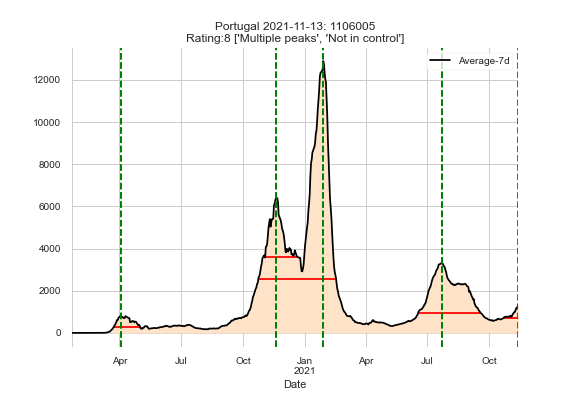 Portugal 2021-11-13: 1106005
Rating:8 ['Multiple peaks', 'Not in control']
Average-7d
12000
10000
8000
6000
4000
2000
0
Apr Jul Oct Jan Apr Jul Oct
2021
Date